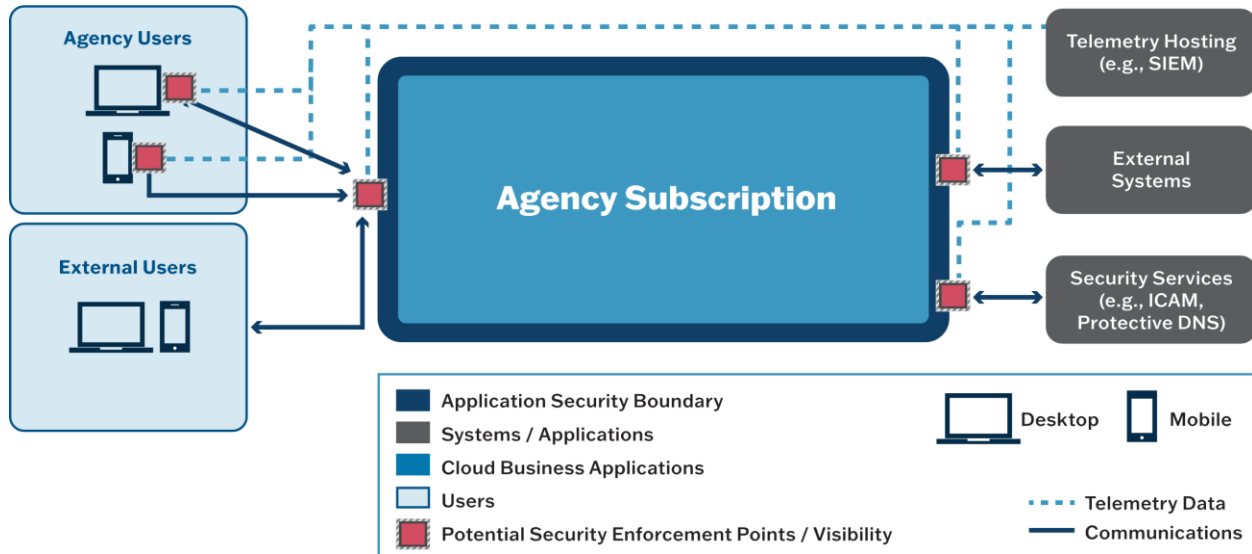 Agency Users
External Users
Agency Subscription
Telemetry Hosting
(e.g., SIEM)
External
Systems
Security Services
(e.g., ICAM,
Protective DNS)
Application Security Boundary
Systems / Applications
Cloud Business Applications
Users
Potential Security Enforcement Points / Visibility
Desktop
Mobile
Telemetry Data
Communications